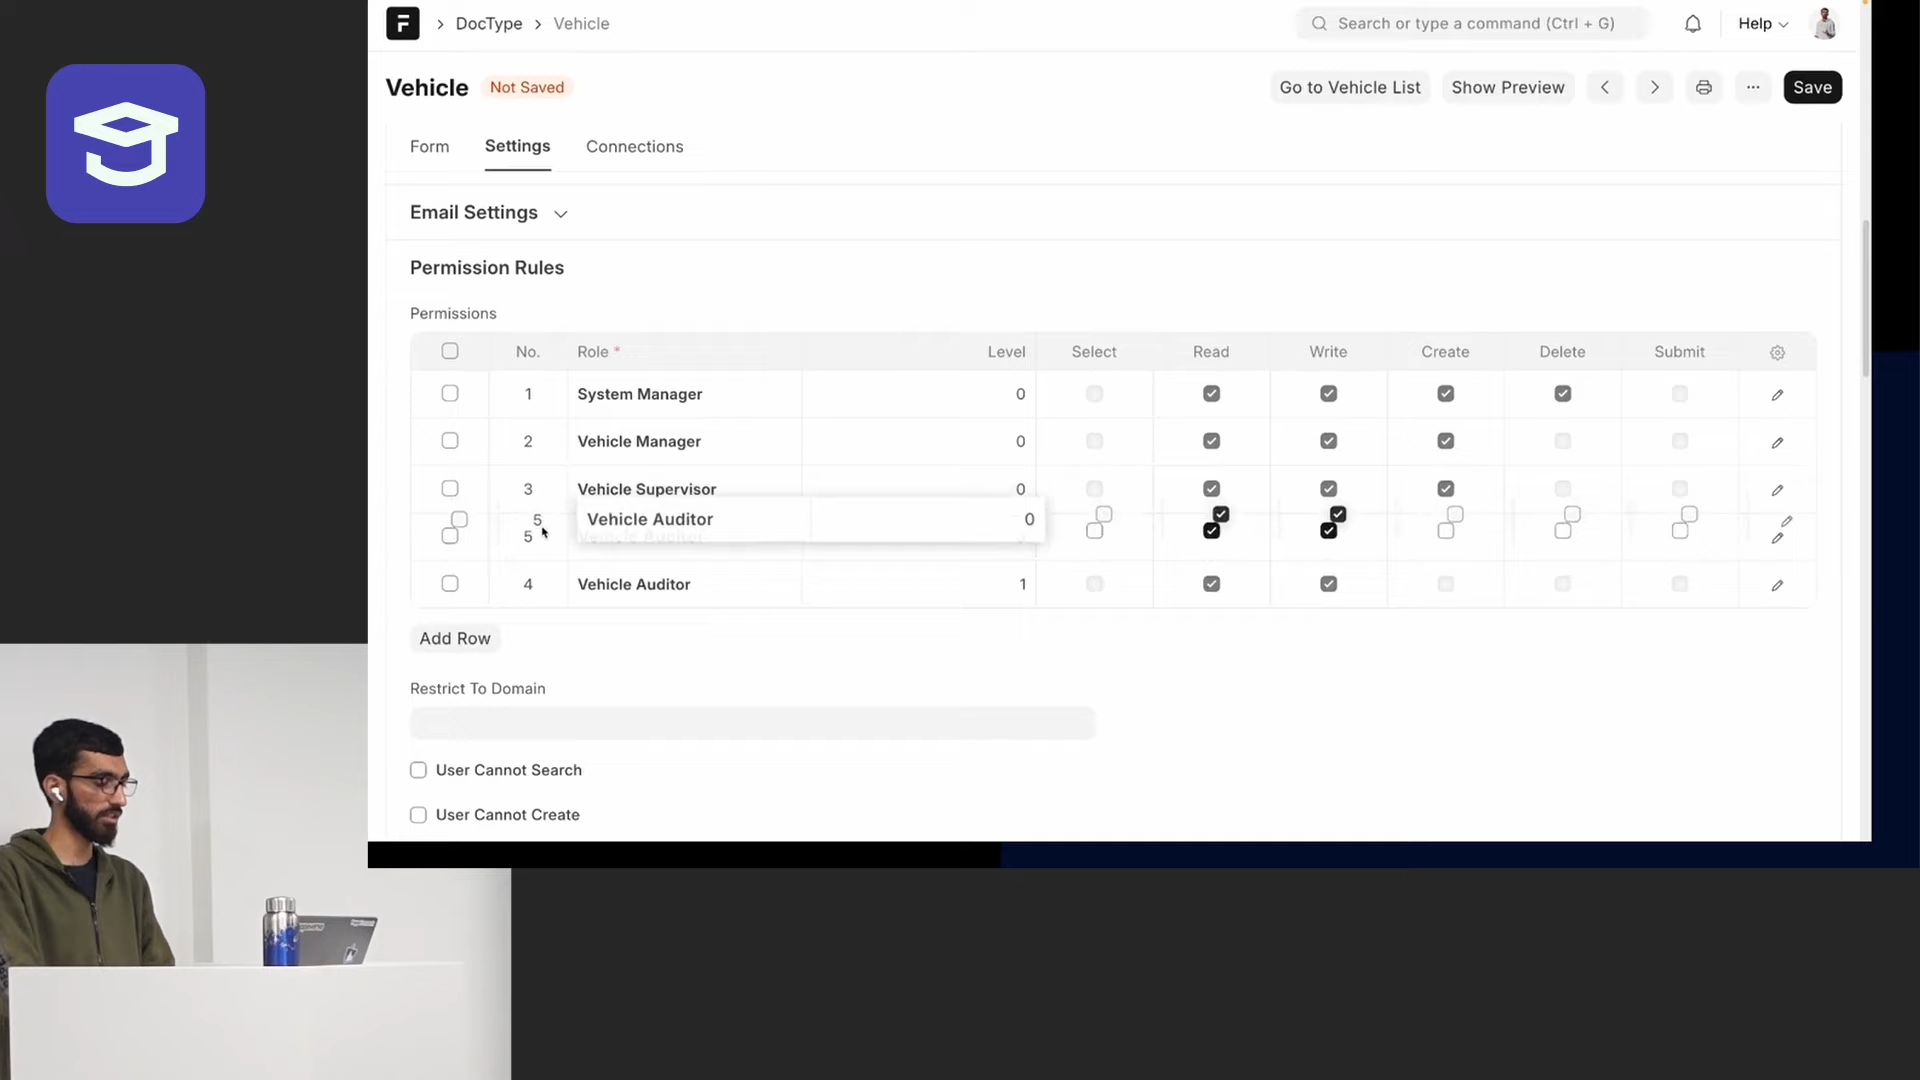 DocType > Vehicle
Search or type a command (Ctrl + G)
Help
Vehicle
Not Saved
Go to Vehicle List
Show Preview
Save
Form
Settings
Connections
Email Settings
Permission Rules
Permissions
No. Role * Level Select Read Write Create Delete Submit
1 System Manager 0
2 Vehicle Manager 0
3 Vehicle Supervisor 0
5 Vehicle Auditor 0
5 Vehicle Auditor
4 Vehicle Auditor 1
Add Row
Restrict To Domain
User Cannot Search
User Cannot Create